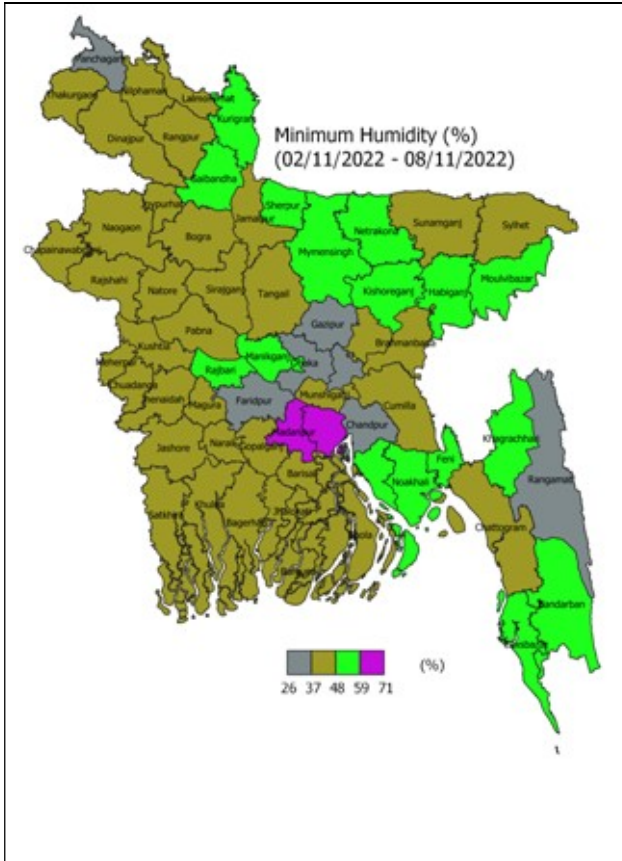 Panchagarh
Thakurgaon
Nilphamari
Lalmonirhat
Kurigram
Dinajpur
Rangpur
Minimum Humidity (%)
(02/11/2022 - 08/11/2022)
Gaibandha
Joypurhat
Jamalpur
Sherpur
Netrakona
Sunamganj
Sylhet
Naogaon
Bogra
Mymensingh
Chapainawabganj
Rajshahi
Natore
Sirajganj
Tangail
Kishoreganj
Habiganj
Moulvibazar
Gazipur
Pabna
Brahmanbaria
Kushtia
Meherpur
Rajbari
Manikganj
Dhaka
Chuadanga
Jhenaidah
Magura
Faridpur
Munshiganj
Cumilla
Khagrachhari
Madaripur
Chandpur
Jashore
Narail
Gopalganj
Feni
Rangamati
Barisal
Noakhali
Satkhira
Khulna
Bagerhat
Bhola
Chattogram
Bandarban
(%)
26 37 48 59 71